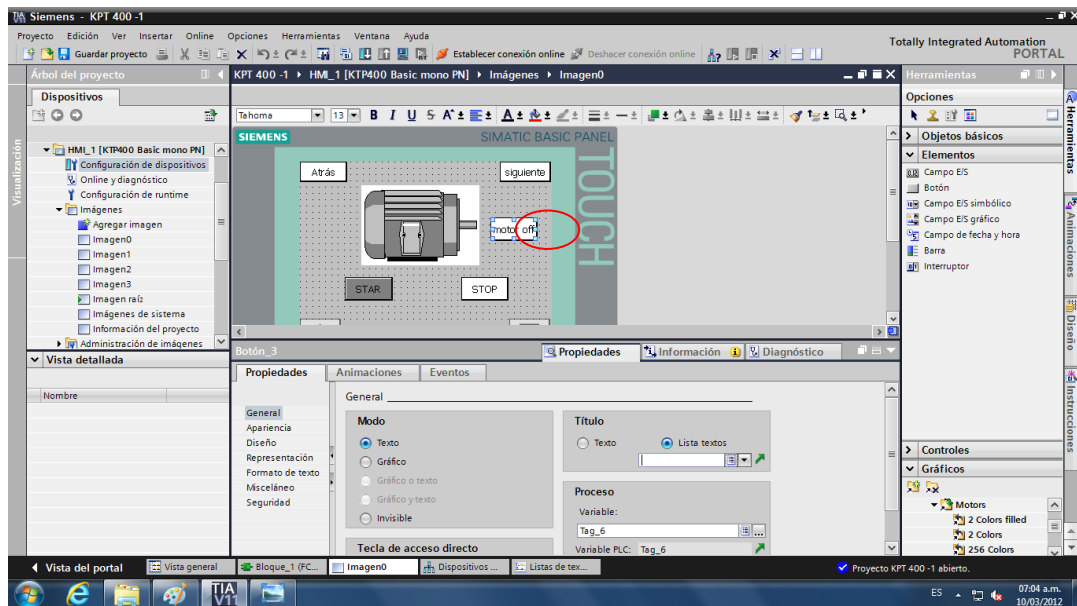 Siemens - KPT 400 -1
Proyecto Edición Ver Insertar Online Opciones Herramientas Ventana Ayuda
Guardar proyecto
Establecer conexión online
Deshacer conexión online
Totally Integrated Automation
PORTAL
Árbol del proyecto
KPT 400 -1 HMI_1 [KTP400 Basic mono PN] Imágenes Imagen0
Herramientas
Dispositivos
Opciones
Tahoma 13
B I U S A
SIEMENS
SIMATIC BASIC PANEL
TOUCH
Visualización
HMI_1 [KTP400 Basic mono PN]
Configuración de dispositivos
Online y diagnóstico
Configuración de runtime
Imágenes
Agregar imagen
Imagen0
Imagen1
Imagen2
Imagen3
Imagen raíz
Imágenes de sistema
Información del proyecto
Administración de imágenes
Vista detallada
Nombre
Atrás
siguiente
motor off
STAR
STOP
Objetos básicos
Elementos
Campo E/S
Botón
Campo E/S simbólico
Campo E/S gráfico
Campo de fecha y hora
Barra
Interruptor
Controles
Gráficos
Motors
2 Colors filled
2 Colors
256 Colors
Herramientas
Animaciones
Diseño
Instrucciones
Botón_3
Propiedades
Información
Diagnóstico
Propiedades
Animaciones
Eventos
General
Apariencia
Diseño
Representación
Formato de texto
Misceláneo
Seguridad
General
Modo
Texto
Gráfico
Gráfico o texto
Gráfico y texto
Invisible
Tecla de acceso directo
Título
Texto
Lista textos
Proceso
Variable:
Tag_6
Variable PLC: Tag_6
Vista del portal
Vista general
Bloque_1 (FC...
Imagen0
Dispositivos ...
Listas de tex...
Proyecto KPT 400 -1 abierto.
TIA
V11
ES
07:04 a.m.
10/03/2012